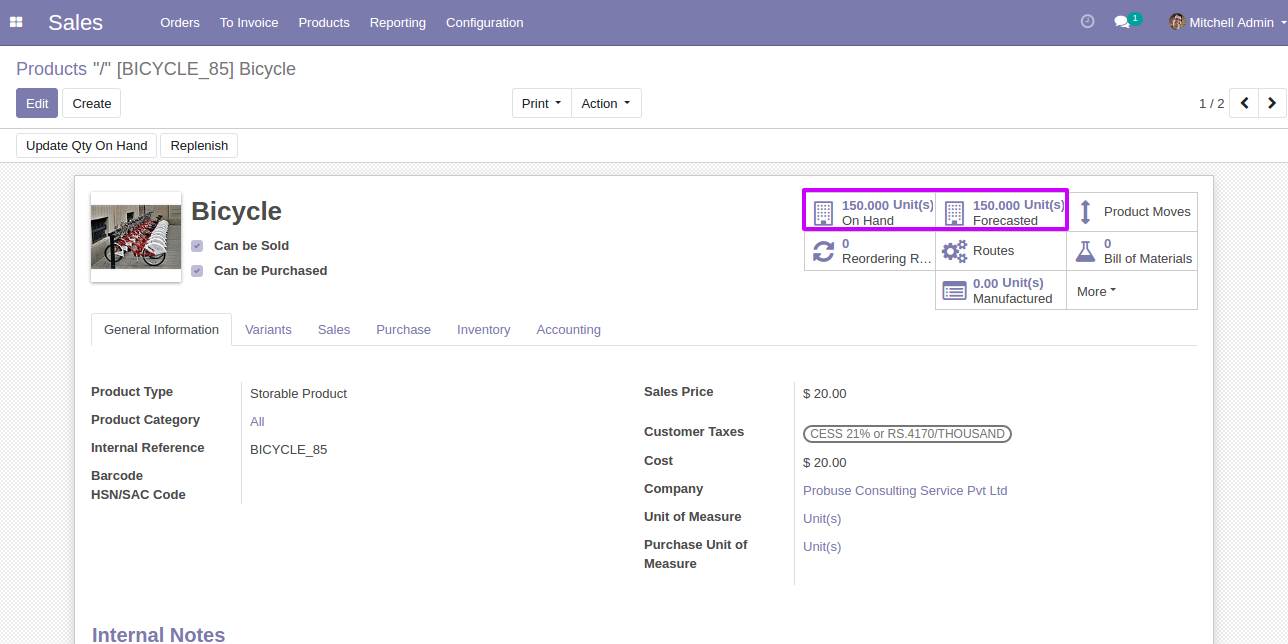 Sales Orders To Invoice Products Reporting Configuration 1 Mitchell Admin
Products "/" [BICYCLE_85] Bicycle
Edit Create Print Action 1 / 2
Update Qty On Hand Replenish
Bicycle
Can be Sold
Can be Purchased
150.000 Unit(s) On Hand
150.000 Unit(s) Forecasted
Product Moves
0 Reordering R...
Routes
0 Bill of Materials
0.00 Unit(s) Manufactured
More
General Information Variants Sales Purchase Inventory Accounting
Product Type Storable Product
Product Category All
Internal Reference BICYCLE_85
Barcode
HSN/SAC Code
Sales Price $ 20.00
Customer Taxes CESS 21% or RS.4170/THOUSAND
Cost $ 20.00
Company Probuse Consulting Service Pvt Ltd
Unit of Measure Unit(s)
Purchase Unit of Measure Unit(s)
Internal Notes